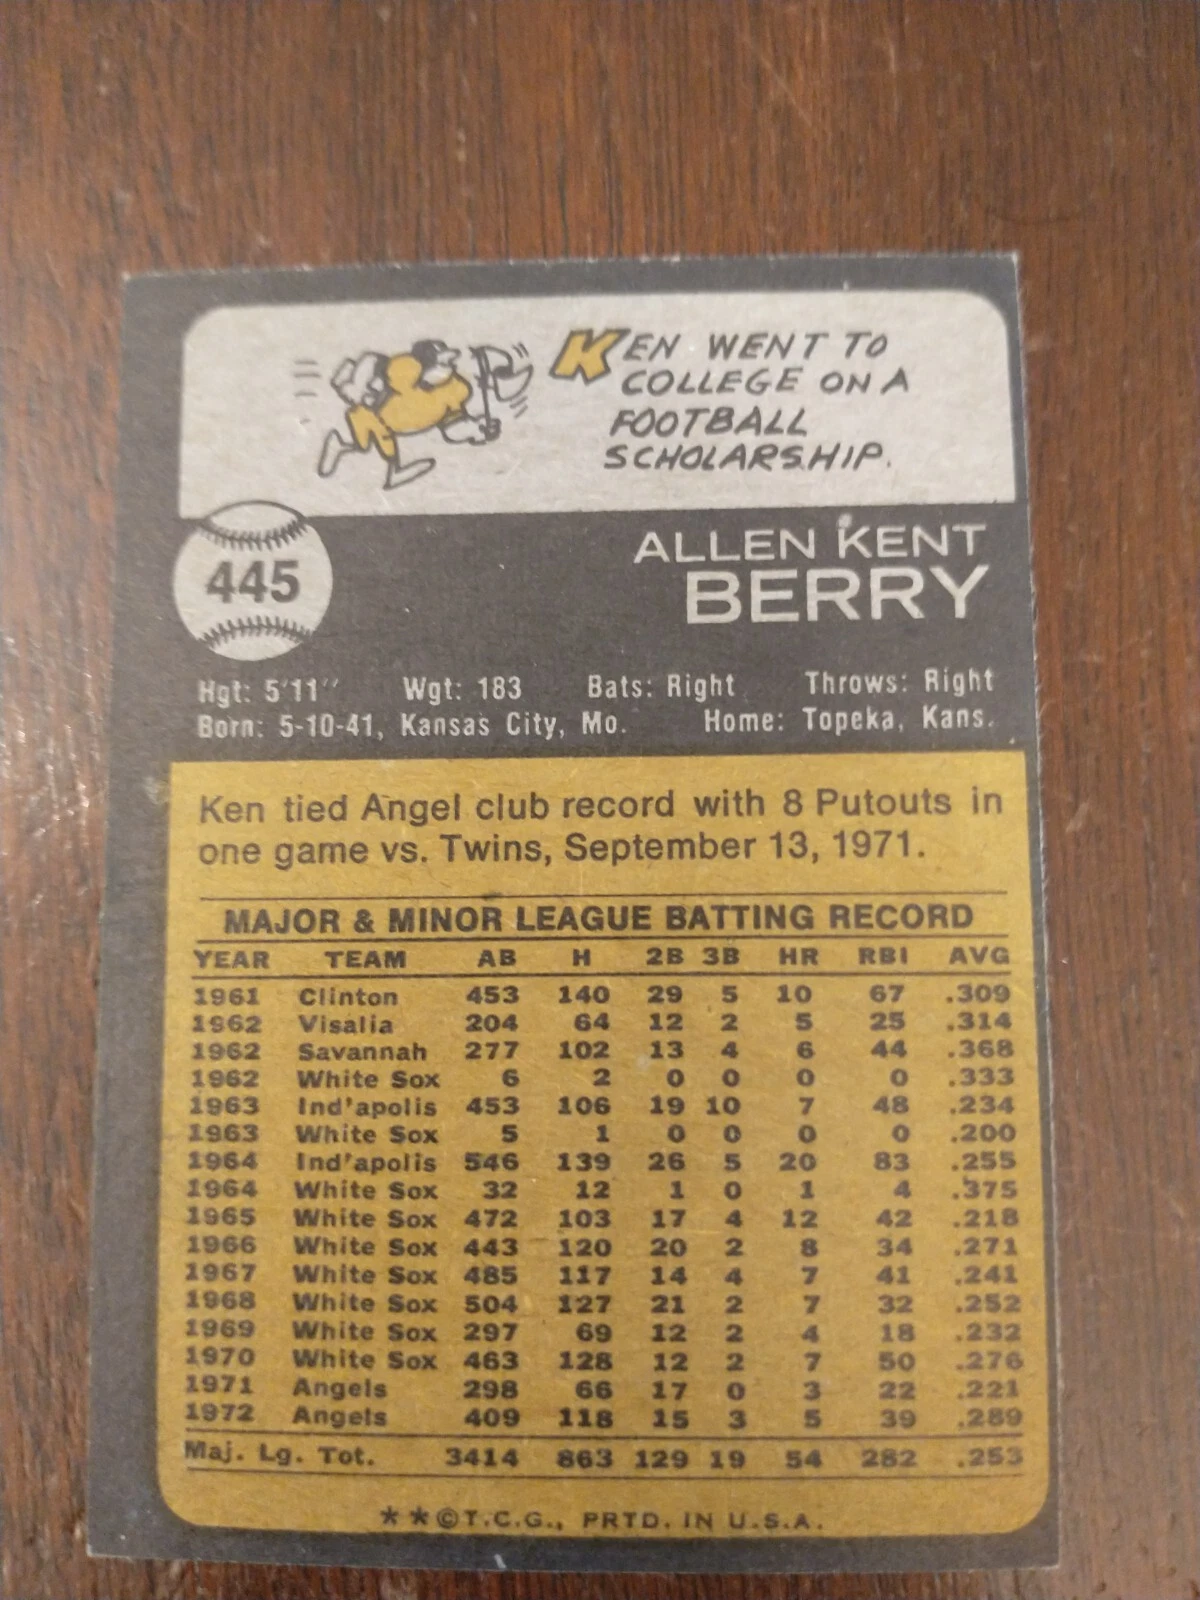 KEN WENT TO
COLLEGE ON A
FOOTBALL
SCHOLARSHIP.
445
ALLEN KENT
BERRY
Hgt: 5'11" Wgt: 183 Bats: Right Throws: Right
Born: 5-10-41, Kansas City, Mo. Home: Topeka, Kans.
Ken tied Angel club record with 8 Putouts in
one game vs. Twins, September 13, 1971.
MAJOR & MINOR LEAGUE BATTING RECORD
YEAR TEAM AB H 2B 3B HR RBI AVG
1961 Clinton 453 140 29 5 10 67 .309
1962 Visalia 204 64 12 2 5 25 .314
1962 Savannah 277 102 13 4 6 44 .368
1962 White Sox 6 2 0 0 0 0 .333
1963 Ind'apolis 453 106 19 10 7 48 .234
1963 White Sox 5 1 0 0 0 0 .200
1964 Ind'apolis 546 139 26 5 20 83 .255
1964 White Sox 32 12 1 0 1 4 .375
1965 White Sox 472 103 17 4 12 42 .218
1966 White Sox 443 120 20 2 8 34 .271
1967 White Sox 485 117 14 4 7 41 .241
1968 White Sox 504 127 21 2 7 32 .252
1969 White Sox 297 69 12 2 4 18 .232
1970 White Sox 463 128 12 2 7 50 .276
1971 Angels 298 66 17 0 3 22 .221
1972 Angels 409 118 15 3 5 39 .289
Maj. Lg. Tot. 3414 863 129 19 54 282 .253
**©T.C.G., PRTD. IN U.S.A.